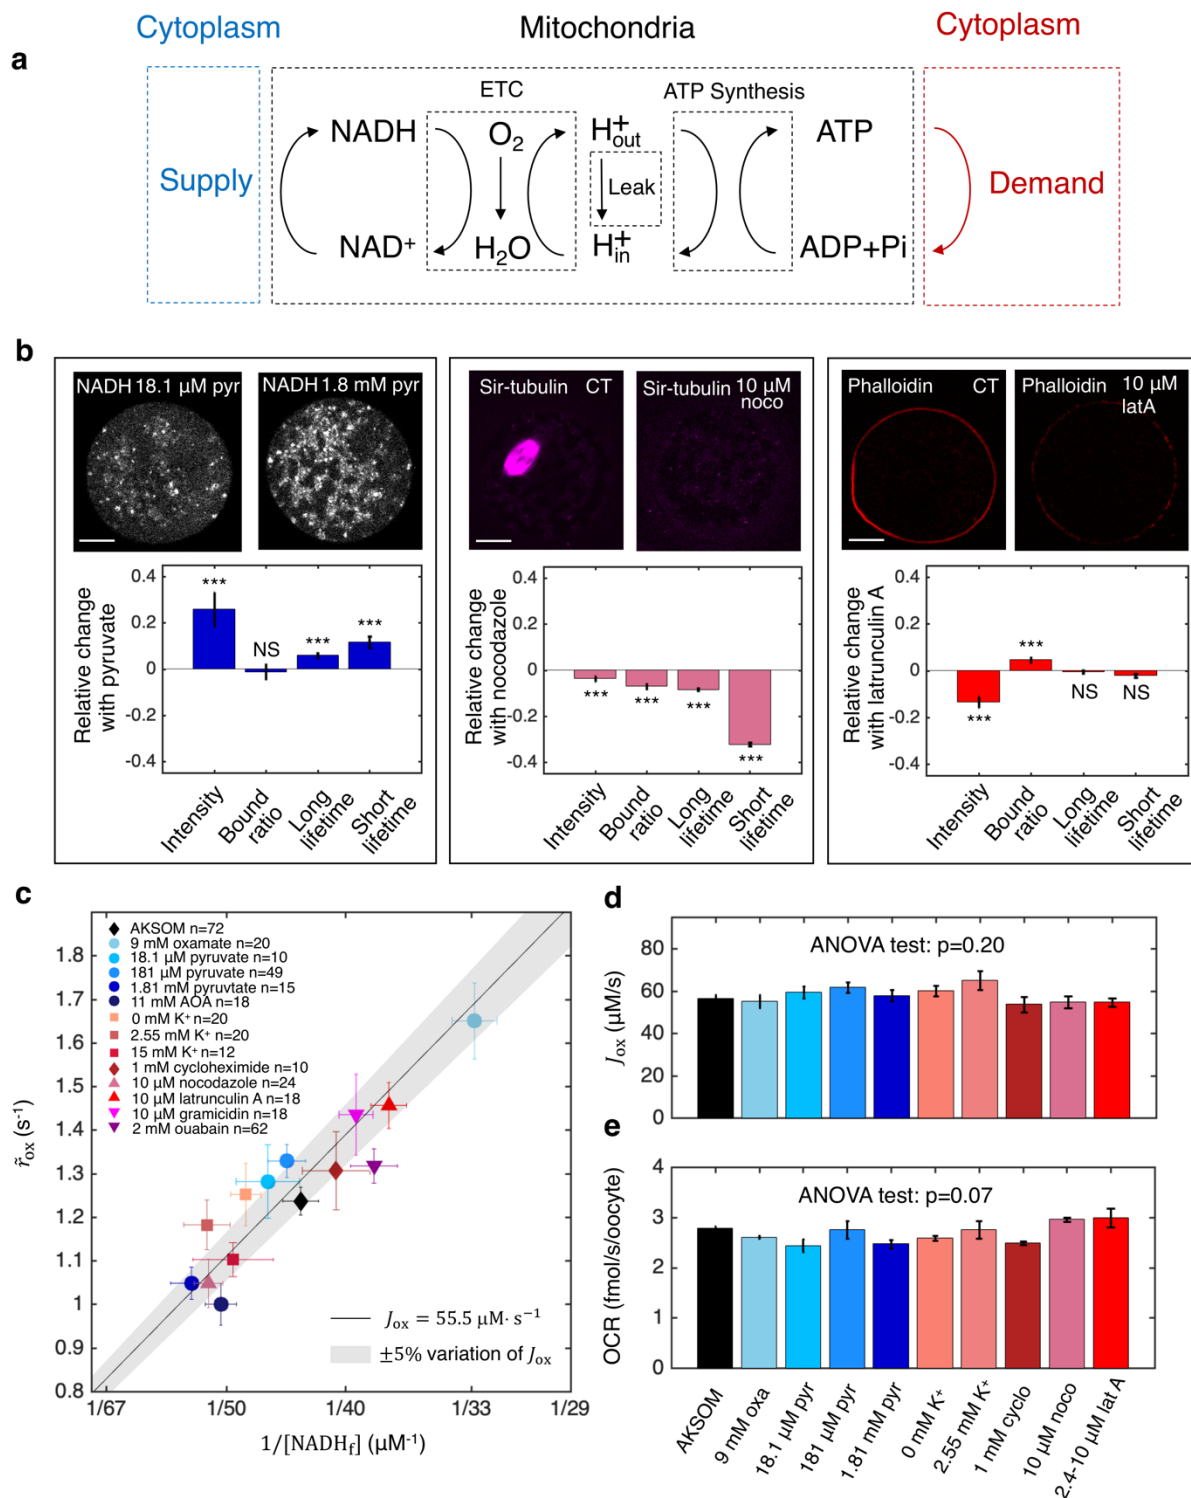 Cytoplasm Mitochondria Cytoplasm
a
ETC ATP Synthesis
NADH O₂ H⁺out ATP
Supply Leak Demand
NAD⁺ H₂O H⁺in ADP+Pi
b
NADH 18.1 µM pyr NADH 1.8 mM pyr
Sir-tubulin CT Sir-tubulin 10 µM
noco
Phalloidin CT Phalloidin 10 µM
latA
Relative change
with pyruvate
0.4
0.2
0
-0.2
-0.4
***
NS
***
***
Intensity
Bound
ratio
Long
lifetime
Short
lifetime
Relative change
with nocodazole
0.4
0.2
0
-0.2
-0.4
***
***
***
***
Intensity
Bound
ratio
Long
lifetime
Short
lifetime
Relative change
with latrunculin A
0.4
0.2
0
-0.2
-0.4
***
***
NS
NS
Intensity
Bound
ratio
Long
lifetime
Short
lifetime
c
AKSOM n=72
9 mM oxamate n=20
18.1 µM pyruvate n=10
181 µM pyruvate n=49
1.81 mM pyruvtate n=15
11 mM AOA n=18
0 mM K⁺ n=20
2.55 mM K⁺ n=20
15 mM K⁺ n=12
1 mM cycloheximide n=10
10 µM nocodazole n=24
10 µM latrunculin A n=18
10 µM gramicidin n=18
2 mM ouabain n=62
r̃ox (s⁻¹)
1.8
1.7
1.6
1.5
1.4
1.3
1.2
1.1
1
0.9
0.8
Jox = 55.5 µM· s⁻¹
±5% variation of Jox
1/67 1/50 1/40 1/33 1/29
1/[NADHf] (µM⁻¹)
d
ANOVA test: p=0.20
Jox (µM/s)
80
60
40
20
0
e
ANOVA test: p=0.07
OCR (fmol/s/oocyte)
4
3
2
1
0
AKSOM
9 mM oxa
18.1 µM pyr
181 µM pyr
1.81 mM pyr
0 mM K⁺
2.55 mM K⁺
1 mM cyclo
10 µM noco
2.4-10 µM lat A